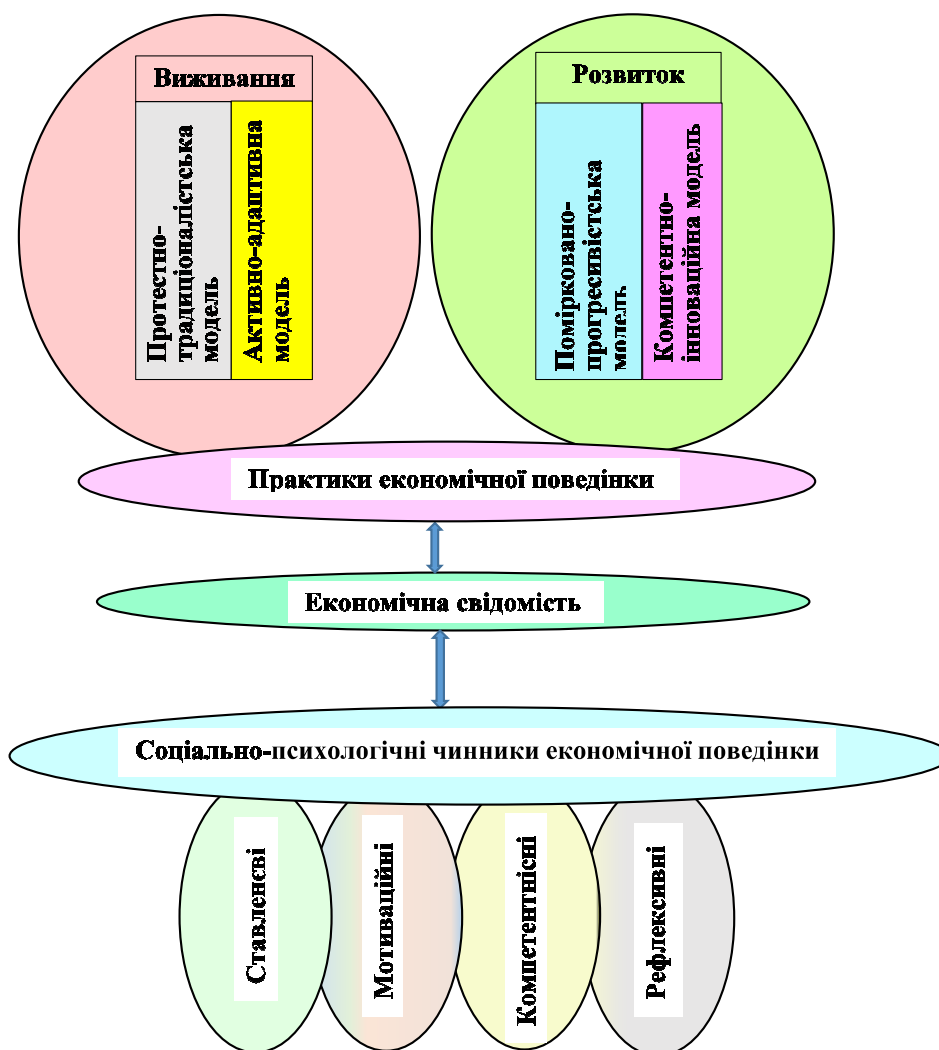 Виживання
Протестно-
традиціоналістська
модель
Активно-адаптивна
модель
Розвиток
Помірковано-
прогресивістська
модель
Компетентно-
інноваційна модель
Практики економічної поведінки
Економічна свідомість
Соціально-психологічні чинники економічної поведінки
Ставленєві
Мотиваційні
Компетентнісні
Рефлексивні